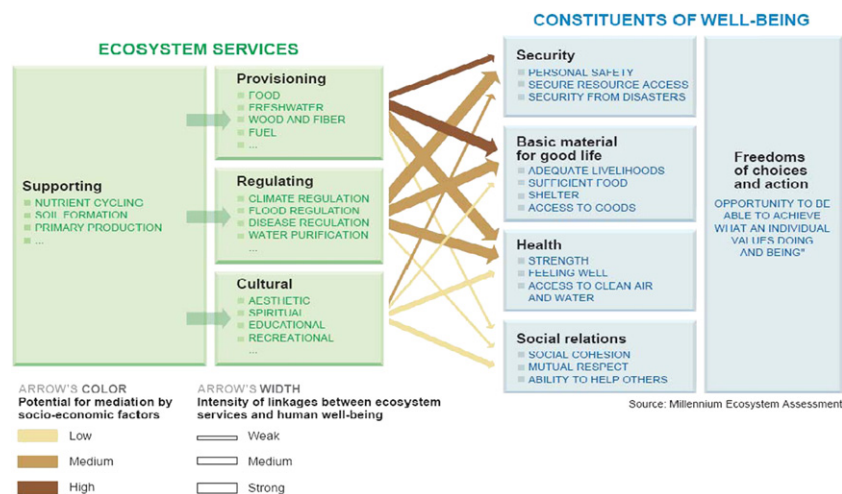 CONSTITUENTS OF WELL-BEING
ECOSYSTEM SERVICES
Supporting
NUTRIENT CYCLING
SOIL FORMATION
PRIMARY PRODUCTION
...
Provisioning
FOOD
FRESHWATER
WOOD AND FIBER
FUEL
...
Regulating
CLIMATE REGULATION
FLOOD REGULATION
DISEASE REGULATION
WATER PURIFICATION
...
Cultural
AESTHETIC
SPIRITUAL
EDUCATIONAL
RECREATIONAL
...
Security
PERSONAL SAFETY
SECURE RESOURCE ACCESS
SECURITY FROM DISASTERS
Basic material
for good life
ADEQUATE LIVELIHOODS
SUFFICIENT FOOD
SHELTER
ACCESS TO GOODS
Health
STRENGTH
FEELING WELL
ACCESS TO CLEAN AIR
AND WATER
Social relations
SOCIAL COHESION
MUTUAL RESPECT
ABILITY TO HELP OTHERS
Freedoms
of choices
and action
OPPORTUNITY TO BE
ABLE TO ACHIEVE
WHAT AN INDIVIDUAL
VALUES DOING
AND BEING"
Source: Millennium Ecosystem Assessment
ARROW'S COLOR
Potential for mediation by
socio-economic factors
Low
Medium
High
ARROW'S WIDTH
Intensity of linkages between ecosystem
services and human well-being
Weak
Medium
Strong